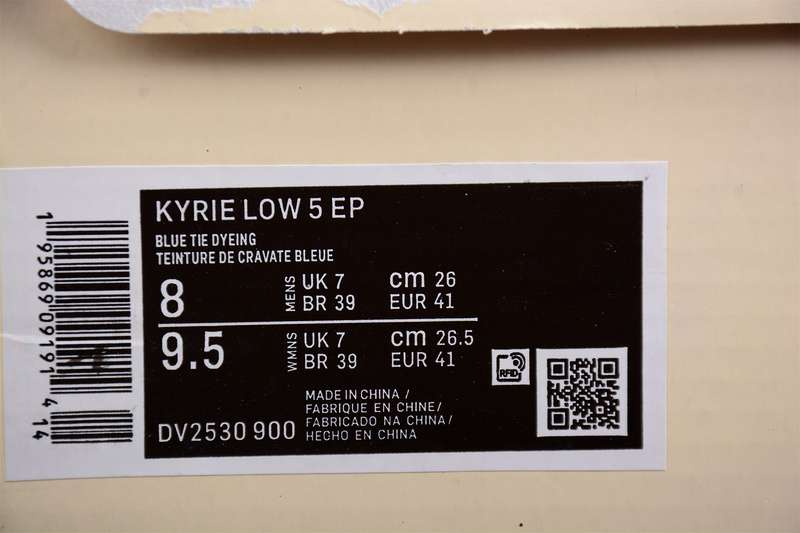 KYRIE LOW 5 EP
BLUE TIE DYEING
TEINTURE DE CRAVATE BLEUE
8 MENS UK 7 cm 26
BR 39 EUR 41
9.5 WMNS UK 7 cm 26.5
BR 39 EUR 41
RFID
DV2530 900
MADE IN CHINA /
FABRIQUE EN CHINE/
FABRICADO NA CHINA/
HECHO EN CHINA
1 95869 09191 4 14